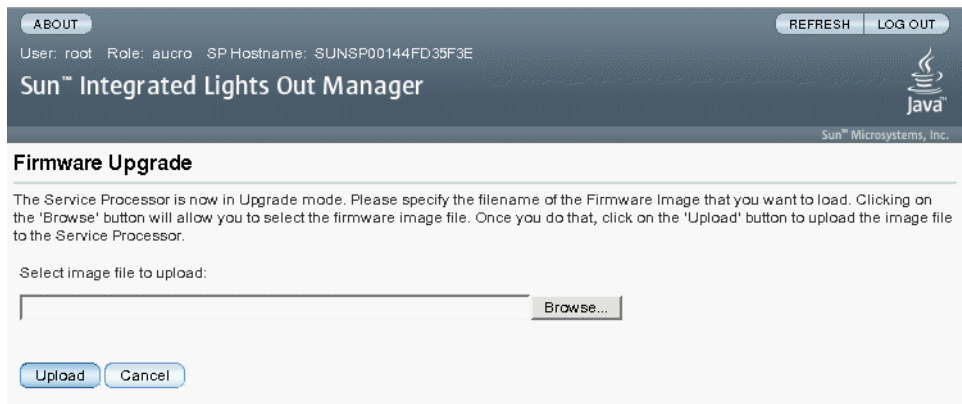 ABOUT
REFRESH LOG OUT
User: root Role: aucro SP Hostname: SUNSP00144FD35F3E
Sun™ Integrated Lights Out Manager
Java™
Sun™ Microsystems, Inc.
Firmware Upgrade
The Service Processor is now in Upgrade mode. Please specify the filename of the Firmware Image that you want to load. Clicking on
the 'Browse' button will allow you to select the firmware image file. Once you do that, click on the 'Upload' button to upload the image file
to the Service Processor.
Select image file to upload:
Browse...
Upload Cancel